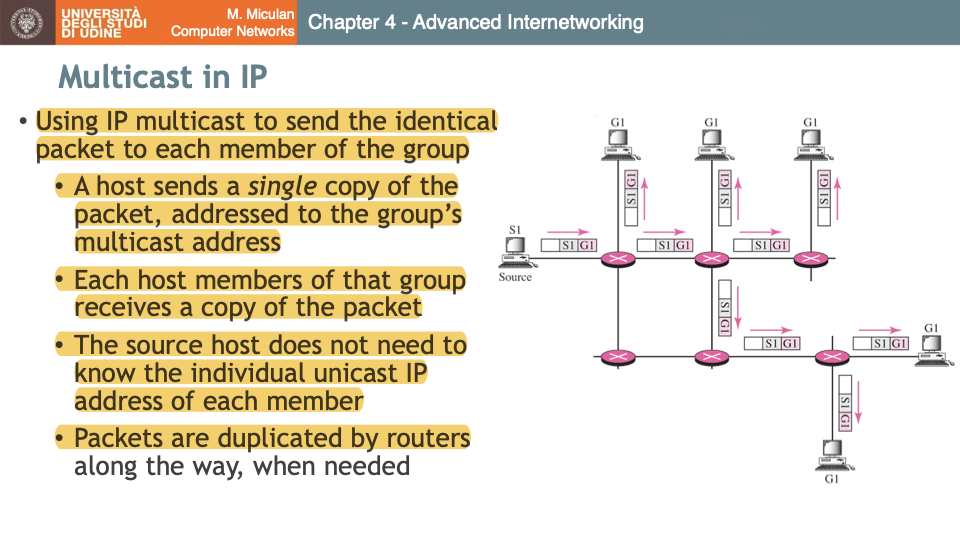 UNIVERSITÀ
DEGLI STUDI
DI UDINE
M. Miculan
Computer Networks
Chapter 4 - Advanced Internetworking
Multicast in IP
• Using IP multicast to send the identical
packet to each member of the group
• A host sends a single copy of the
packet, addressed to the group's
multicast address
• Each host members of that group
receives a copy of the packet
• The source host does not need to
know the individual unicast IP
address of each member
• Packets are duplicated by routers
along the way, when needed
G1
G1
G1
S1 G1
S1 G1
S1 G1
S1
Source
S1 G1
S1 G1
S1 G1
S1 G1
S1 G1
S1 G1
G1
S1 G1
G1